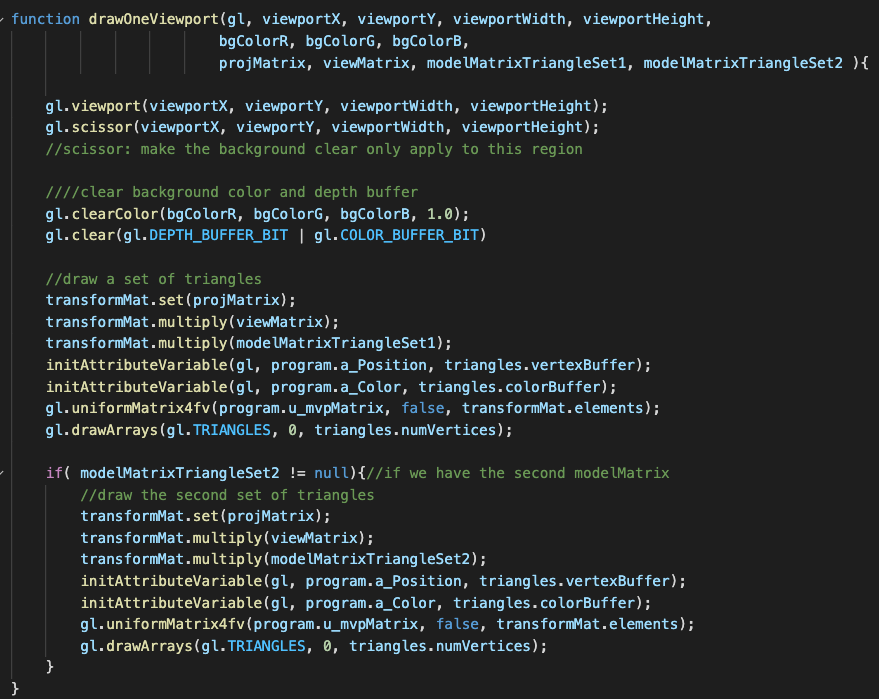 function drawOneViewport(gl, viewportX, viewportY, viewportWidth, viewportHeight,
bgColorR, bgColorG, bgColorB,
projMatrix, viewMatrix, modelMatrixTriangleSet1, modelMatrixTriangleSet2 ){
gl.viewport(viewportX, viewportY, viewportWidth, viewportHeight);
gl.scissor(viewportX, viewportY, viewportWidth, viewportHeight);
//scissor: make the background clear only apply to this region
////clear background color and depth buffer
gl.clearColor(bgColorR, bgColorG, bgColorB, 1.0);
gl.clear(gl.DEPTH_BUFFER_BIT | gl.COLOR_BUFFER_BIT)
//draw a set of triangles
transformMat.set(projMatrix);
transformMat.multiply(viewMatrix);
transformMat.multiply(modelMatrixTriangleSet1);
initAttributeVariable(gl, program.a_Position, triangles.vertexBuffer);
initAttributeVariable(gl, program.a_Color, triangles.colorBuffer);
gl.uniformMatrix4fv(program.u_mvpMatrix, false, transformMat.elements);
gl.drawArrays(gl.TRIANGLES, 0, triangles.numVertices);
if( modelMatrixTriangleSet2 != null){//if we have the second modelMatrix
//draw the second set of triangles
transformMat.set(projMatrix);
transformMat.multiply(viewMatrix);
transformMat.multiply(modelMatrixTriangleSet2);
initAttributeVariable(gl, program.a_Position, triangles.vertexBuffer);
initAttributeVariable(gl, program.a_Color, triangles.colorBuffer);
gl.uniformMatrix4fv(program.u_mvpMatrix, false, transformMat.elements);
gl.drawArrays(gl.TRIANGLES, 0, triangles.numVertices);
}
}